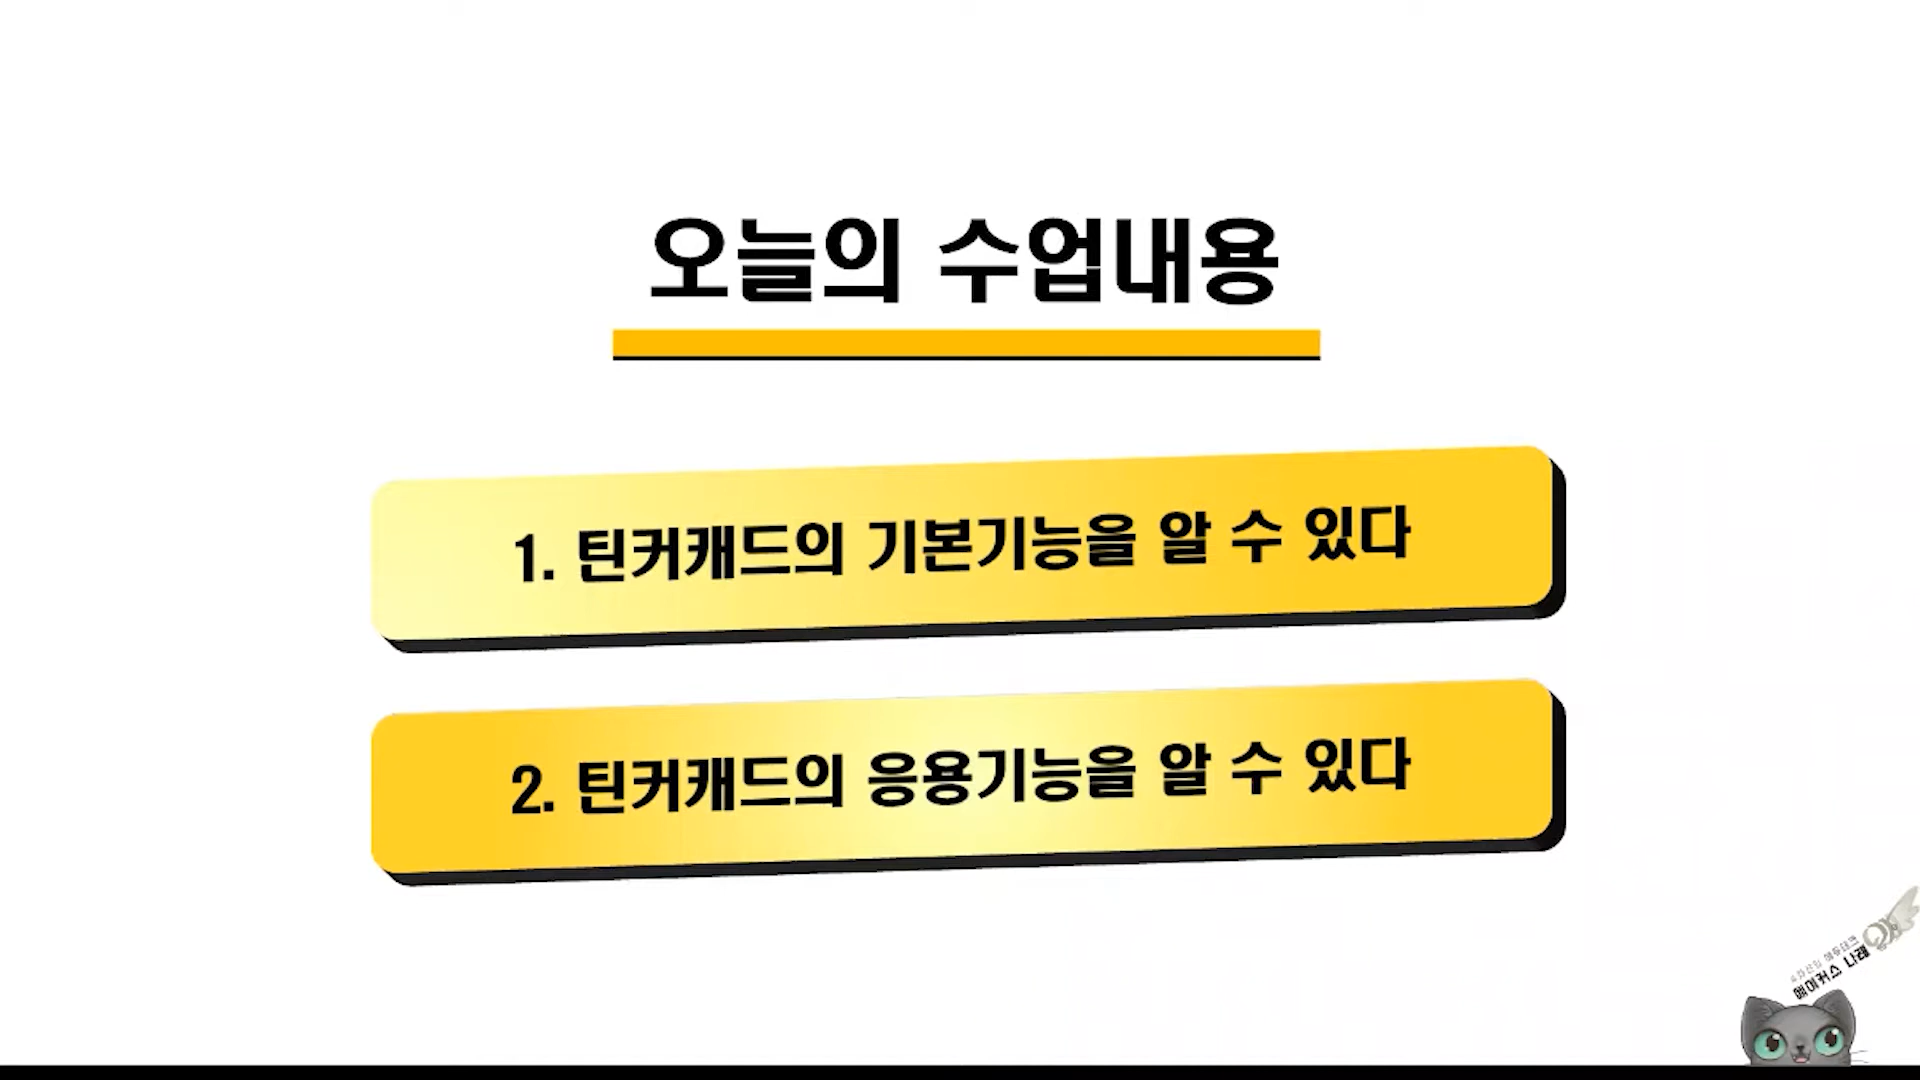 오늘의 수업내용
1. 틴커캐드의 기본기능을 알 수 있다
2. 틴커캐드의 응용기능을 알 수 있다
메이커스 나래